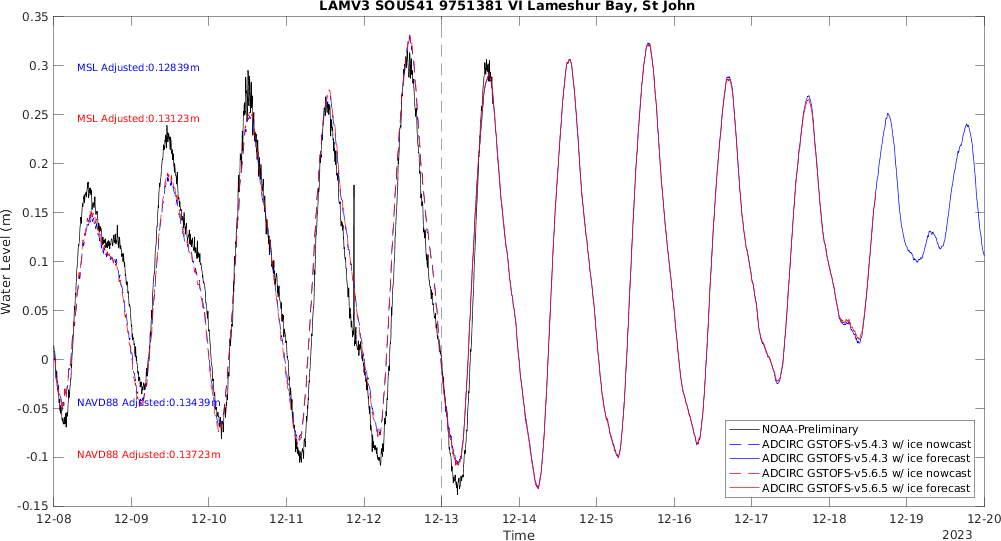 LAMV3 SOUS41 9751381 VI Lameshur Bay, St John
0.35
0.3
0.25
0.2
0.15
0.1
0.05
0
-0.05
-0.1
-0.15
Water Level (m)
MSL Adjusted:0.12839m
MSL Adjusted:0.13123m
NAVD88 Adjusted:0.13439m
NAVD88 Adjusted:0.13723m
NOAA-Preliminary
ADCIRC GSTOFS-v5.4.3 w/ ice nowcast
ADCIRC GSTOFS-v5.4.3 w/ ice forecast
ADCIRC GSTOFS-v5.6.5 w/ ice nowcast
ADCIRC GSTOFS-v5.6.5 w/ ice forecast
12-08 12-09 12-10 12-11 12-12 12-13 12-14 12-15 12-16 12-17 12-18 12-19 12-20
Time
2023